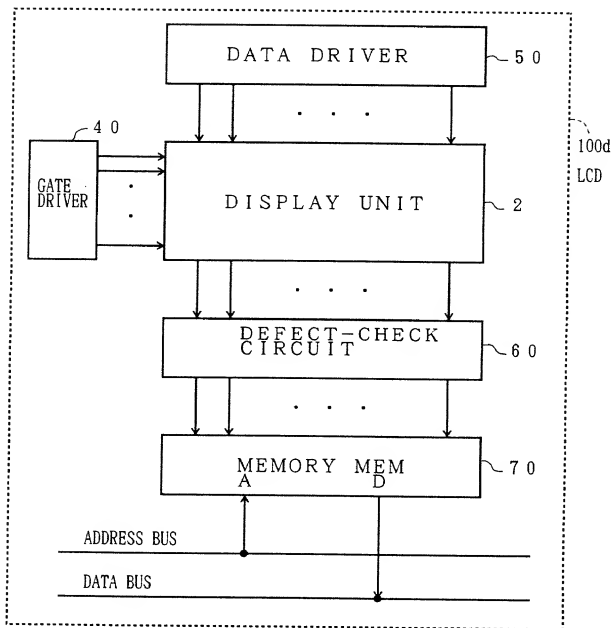 DATA DRIVER
50
40
100d
LCD
GATE
DRIVER
DISPLAY UNIT
2
DEFECT-CHECK
CIRCUIT
60
MEMORY MEM
A D
70
ADDRESS BUS
DATA BUS